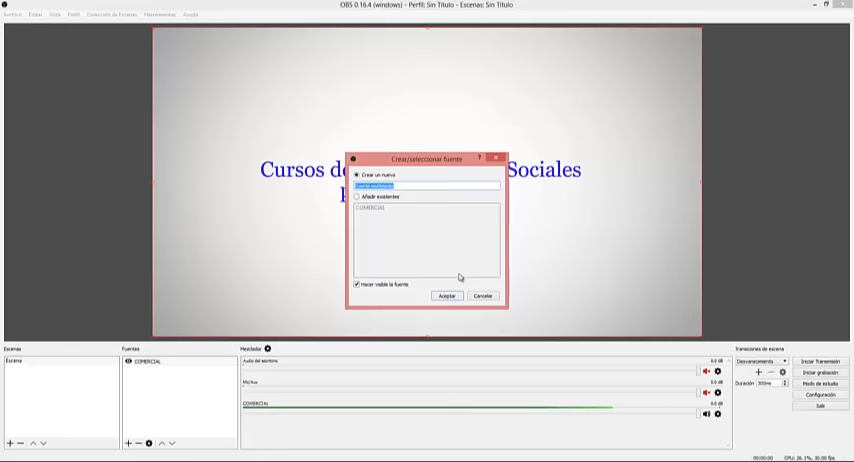 OBS 0.16.4 (windows) - Perfil: Sin Título - Escenas: Sin Título
Archivo Editar Vista Perfil Colección de Escenas Herramientas Ayuda
Cursos de Sociales
Crear/seleccionar fuente
Crear un nuevo
Fuente multimedia
Añadir existentes
COMERCIAL
Hacer visible la fuente
Aceptar Cancelar
Escenas
Escena
Fuentes
COMERCIAL
Mezclador
Audio del escritorio 0.0 dB
Mic/Aux 0.0 dB
COMERCIAL 0.0 dB
Transiciones de escena
Desvanecimiento
Duración 300ms
Iniciar Transmisión
Iniciar grabación
Modo de estudio
Configuración
Salir
00:00:00 CPU: 26.1%, 30.00 fps